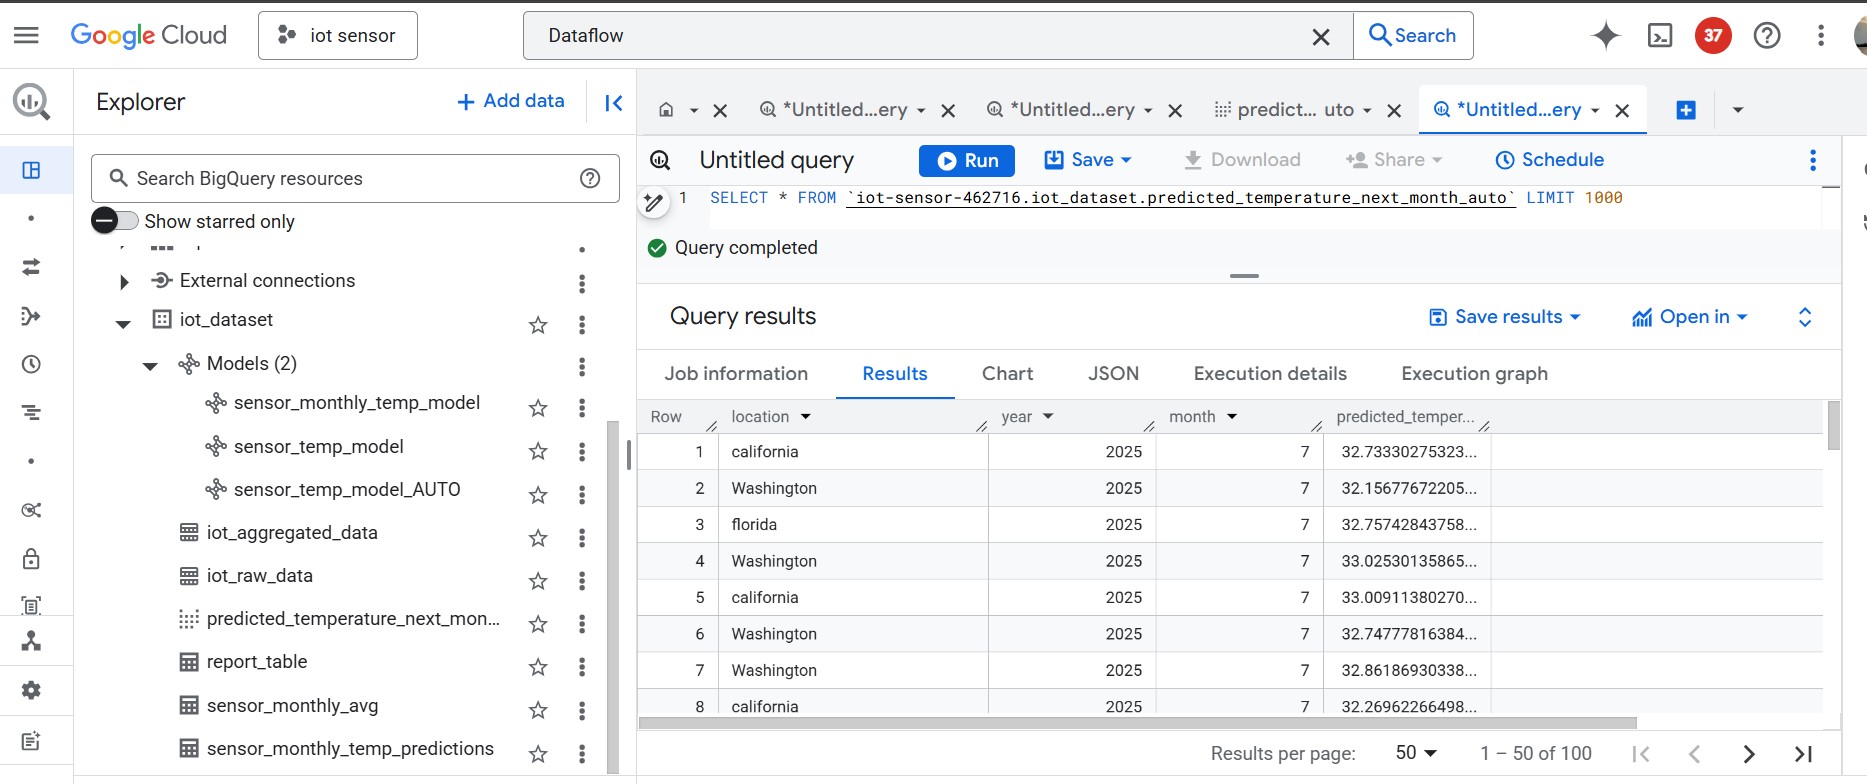 Google Cloud
iot sensor
Dataflow
Search
37
Explorer
+ Add data
*Untitled...ery
*Untitled...ery
predict... uto
*Untitled...ery
Search BigQuery resources
Show starred only
External connections
iot_dataset
Models (2)
sensor_monthly_temp_model
sensor_temp_model
sensor_temp_model_AUTO
iot_aggregated_data
iot_raw_data
predicted_temperature_next_mon...
report_table
sensor_monthly_avg
sensor_monthly_temp_predictions
Untitled query
Run
Save
Download
Share
Schedule
1 SELECT * FROM `iot-sensor-462716.iot_dataset.predicted_temperature_next_month_auto` LIMIT 1000
Query completed
Query results
Save results
Open in
Job information Results Chart JSON Execution details Execution graph
Row location year month predicted_temper...
1 california 2025 7 32.73330275323...
2 Washington 2025 7 32.15677672205...
3 florida 2025 7 32.75742843758...
4 Washington 2025 7 33.02530135865...
5 california 2025 7 33.00911380270...
6 Washington 2025 7 32.74777816384...
7 Washington 2025 7 32.86186930338...
8 california 2025 7 32.26962266498...
Results per page: 50 1 – 50 of 100